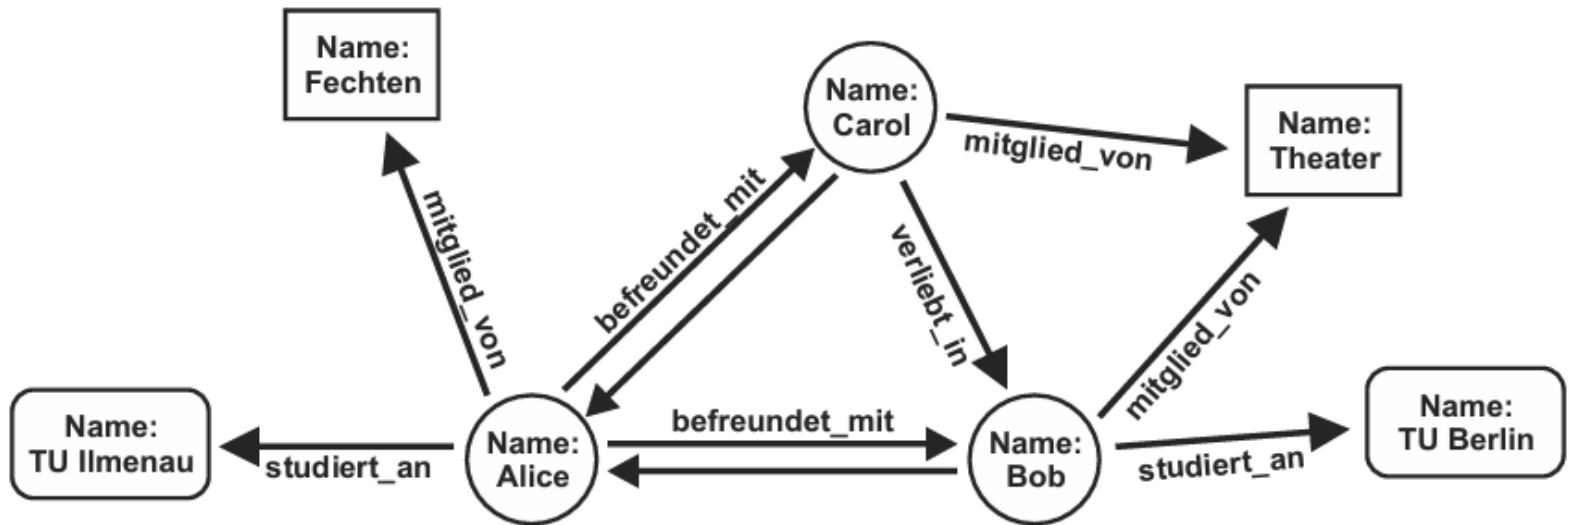 Name:
Fechten
Name:
Carol
Name:
Theater
mitglied_von
befreundet_mit
mitglied_von
verliebt_in
mitglied_von
Name:
TU Ilmenau
studiert_an
Name:
Alice
befreundet_mit
Name:
Bob
studiert_an
Name:
TU Berlin